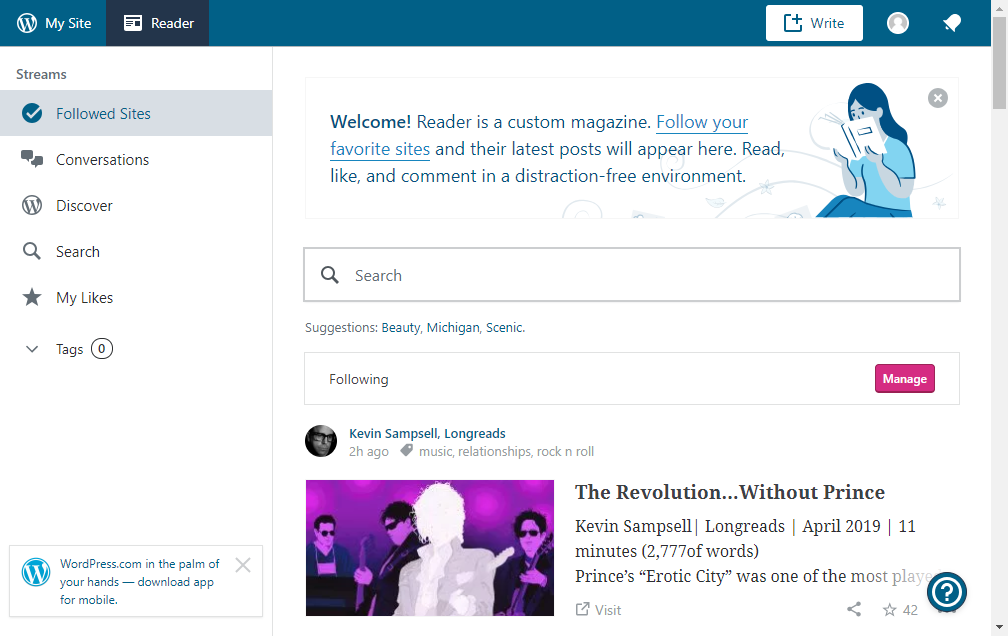 My Site
Reader
Write
Streams
Followed Sites
Conversations
Discover
Search
My Likes
Tags 0
WordPress.com in the palm of
your hands — download app
for mobile.
Welcome! Reader is a custom magazine. Follow your
favorite sites and their latest posts will appear here. Read,
like, and comment in a distraction-free environment.
Search
Suggestions: Beauty, Michigan, Scenic.
Following
Manage
Kevin Sampsell, Longreads
2h ago music, relationships, rock n roll
The Revolution...Without Prince
Kevin Sampsell| Longreads | April 2019 | 11
minutes (2,777of words)
Prince’s “Erotic City” was one of the most playe
Visit
42